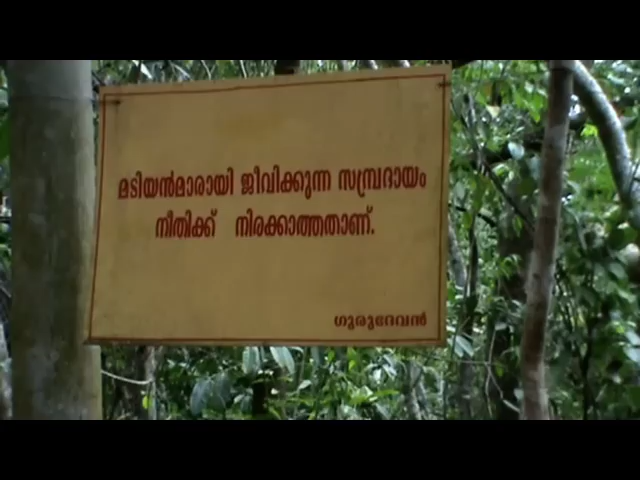 മടിയൻമാരായി ജീവിക്കുന്ന സമ്പ്രദായം
നീതിക്ക് നിരക്കാത്തതാണ്.
ഗുരുദേവൻ